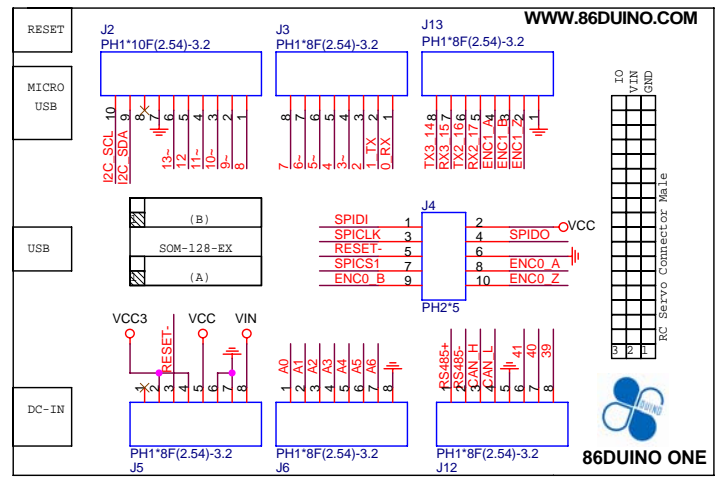 WWW.86DUINO.COM
RESET
MICRO
USB
USB
DC-IN
J2
PH1*10F(2.54)-3.2
10 9 8 7 6 5 4 3 2 1
I2C_SCL
I2C_SDA
13~
12
11~
10~
9~
8
J3
PH1*8F(2.54)-3.2
8 7 6 5 4 3 2 1
7
6~
5~
4
3~
2
1_TX
0_RX
J13
PH1*8F(2.54)-3.2
8 7 6 5 4 3 2 1
TX3_14
RX3_15
TX2_16
RX2_17
ENC1_A
ENC1_B
ENC1_Z
IO
VIN
GND
RC Servo Connector Male
3 2 1
1 (B)
SOM-128-EX
1 (A)
J4
SPIDI 1 2 VCC
SPICLK 3 4 SPIDO
RESET- 5 6
SPICS1 7 8 ENC0_A
ENC0_B 9 10 ENC0_Z
PH2*5
VCC3
RESET-
VCC
VIN
1 2 3 4 5 6 7 8
PH1*8F(2.54)-3.2
J5
A0
A1
A2
A3
A4
A5
A6
1 2 3 4 5 6 7 8
PH1*8F(2.54)-3.2
J6
RS485+
RS485-
CAN_H
CAN_L
41
40
39
1 2 3 4 5 6 7 8
PH1*8F(2.54)-3.2
J12
DUINO
86DUINO ONE